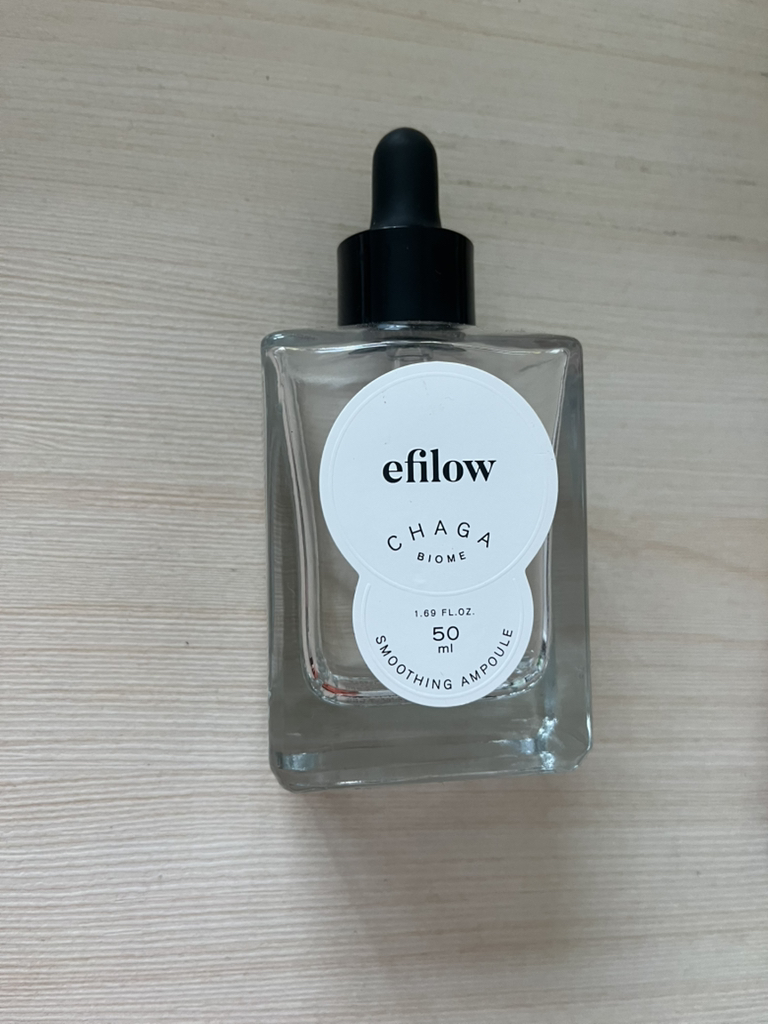 efilow
CHAGA
BIOME
1.69 FL.OZ.
50
ml
SMOOTHING AMPOULE